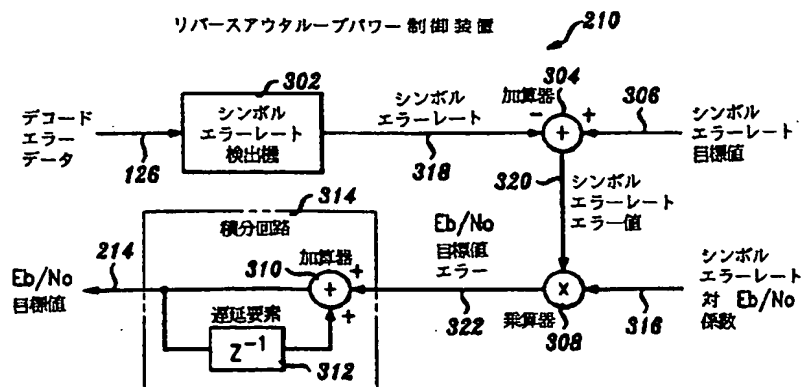 リバースアウタループパワー制御装置
210
302
シンボル
エラーレート
検出機
デコード
エラー
データ
126
シンボル
エラーレート
318
304
加算器
-
+
+
306
シンボル
エラーレート
目標値
320
シンボル
エラーレート
エラー値
314
積分回路
214
Eb/No
目標値
310
加算器
+
+
+
遅延要素
Z⁻¹
312
Eb/No
目標値
エラー
322
X
乗算器
308
316
シンボル
エラーレート
対 Eb/No
係数